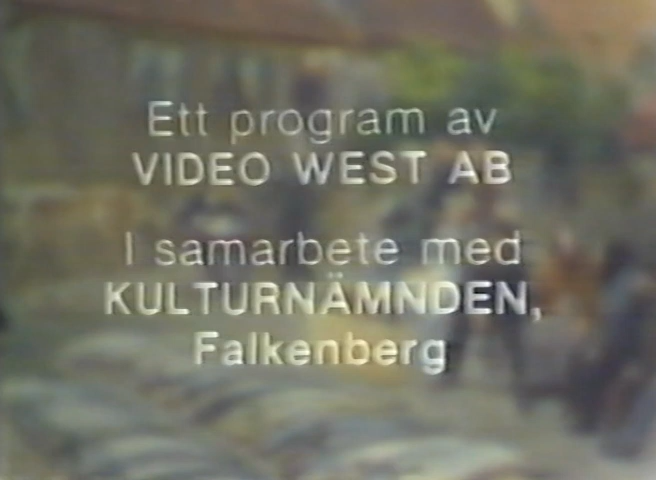 Ett program av
VIDEO WEST AB
I samarbete med
KULTURNÄMNDEN,
Falkenberg